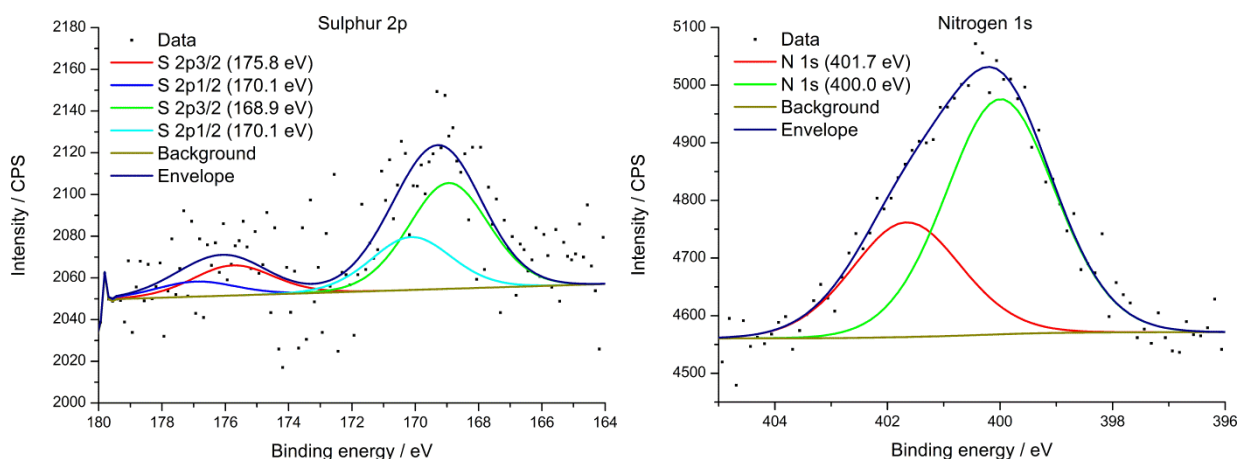 Sulphur 2p
2180
2160
2140
2120
2100
2080
2060
2040
2020
2000
Intensity / CPS
Data
S 2p3/2 (175.8 eV)
S 2p1/2 (170.1 eV)
S 2p3/2 (168.9 eV)
S 2p1/2 (170.1 eV)
Background
Envelope
180 178 176 174 172 170 168 166 164
Binding energy / eV
Nitrogen 1s
5100
5000
4900
4800
4700
4600
4500
Intensity / CPS
Data
N 1s (401.7 eV)
N 1s (400.0 eV)
Background
Envelope
404 402 400 398 396
Binding energy / eV